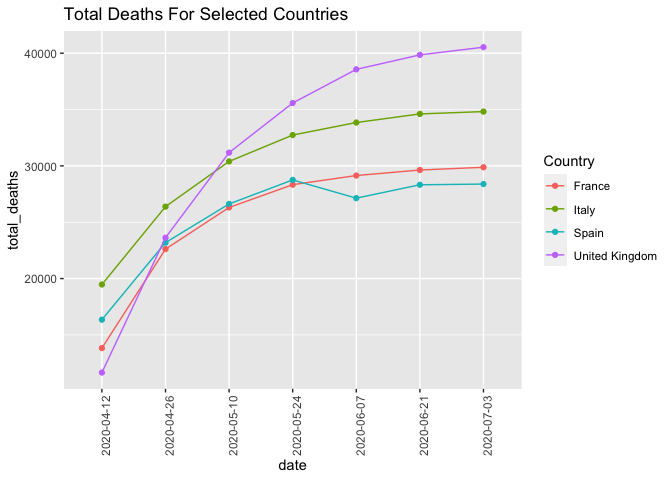 Total Deaths For Selected Countries
total_deaths
40000
30000
20000
2020-04-12
2020-04-26
2020-05-10
2020-05-24
2020-06-07
2020-06-21
2020-07-03
date
Country
France
Italy
Spain
United Kingdom